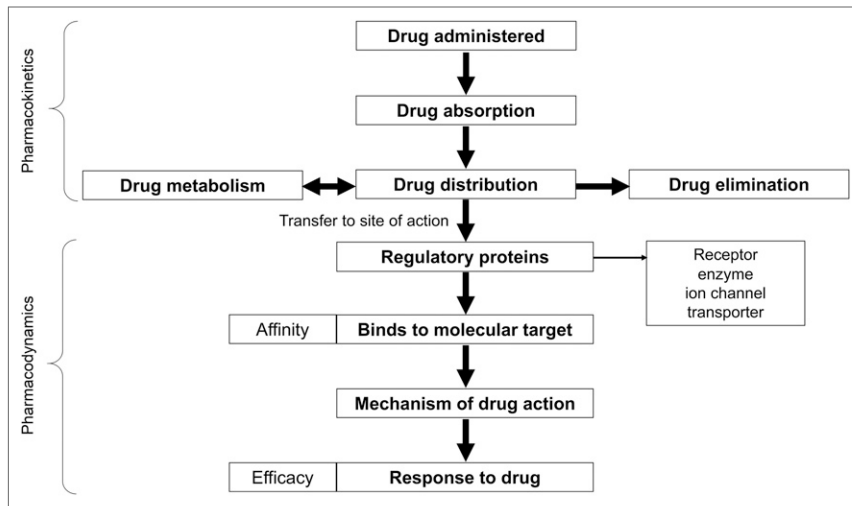 Pharmacokinetics
Drug administered
Drug absorption
Drug metabolism
Drug distribution
Drug elimination
Transfer to site of action
Pharmacodynamics
Regulatory proteins
Receptor
enzyme
ion channel
transporter
Affinity
Binds to molecular target
Mechanism of drug action
Efficacy
Response to drug